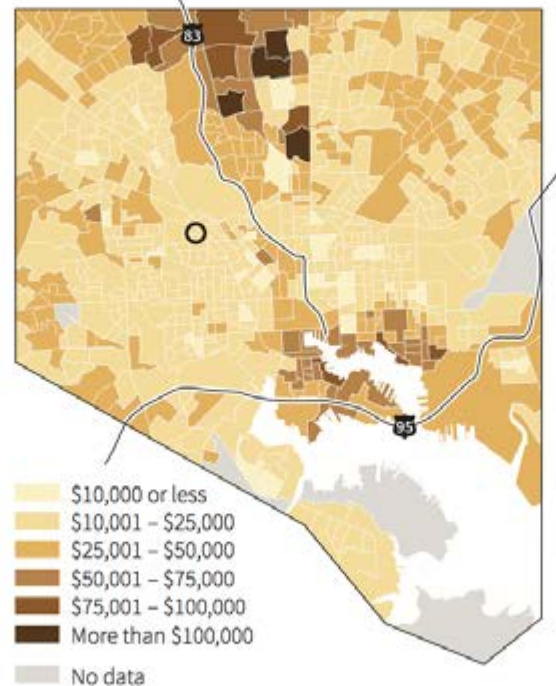 83
95
$10,000 or less
$10,001 – $25,000
$25,001 – $50,000
$50,001 – $75,000
$75,001 – $100,000
More than $100,000
No data